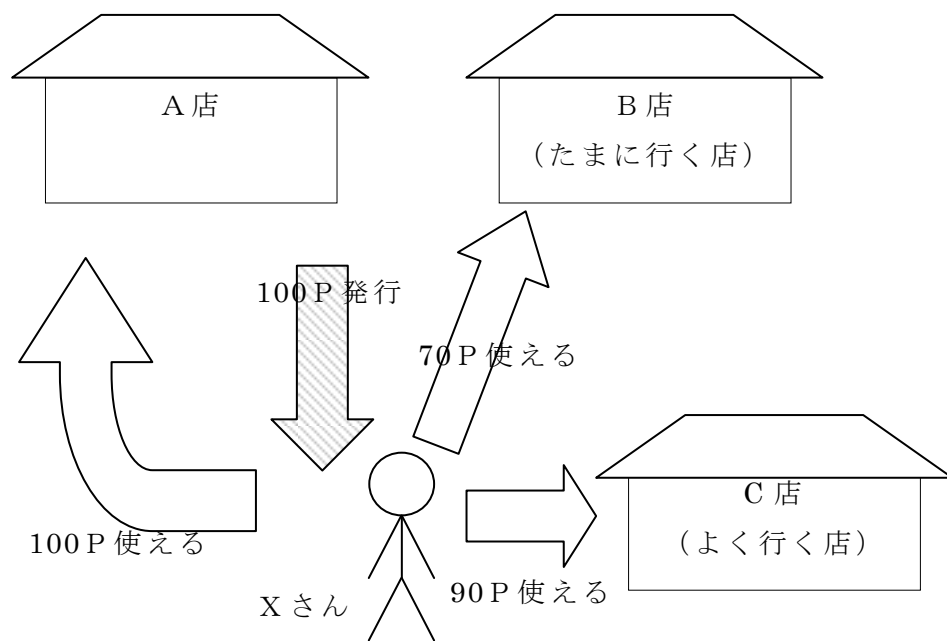 A店
B店
（たまに行く店）
100P発行
70P使える
C店
（よく行く店）
100P使える
90P使える
Xさん